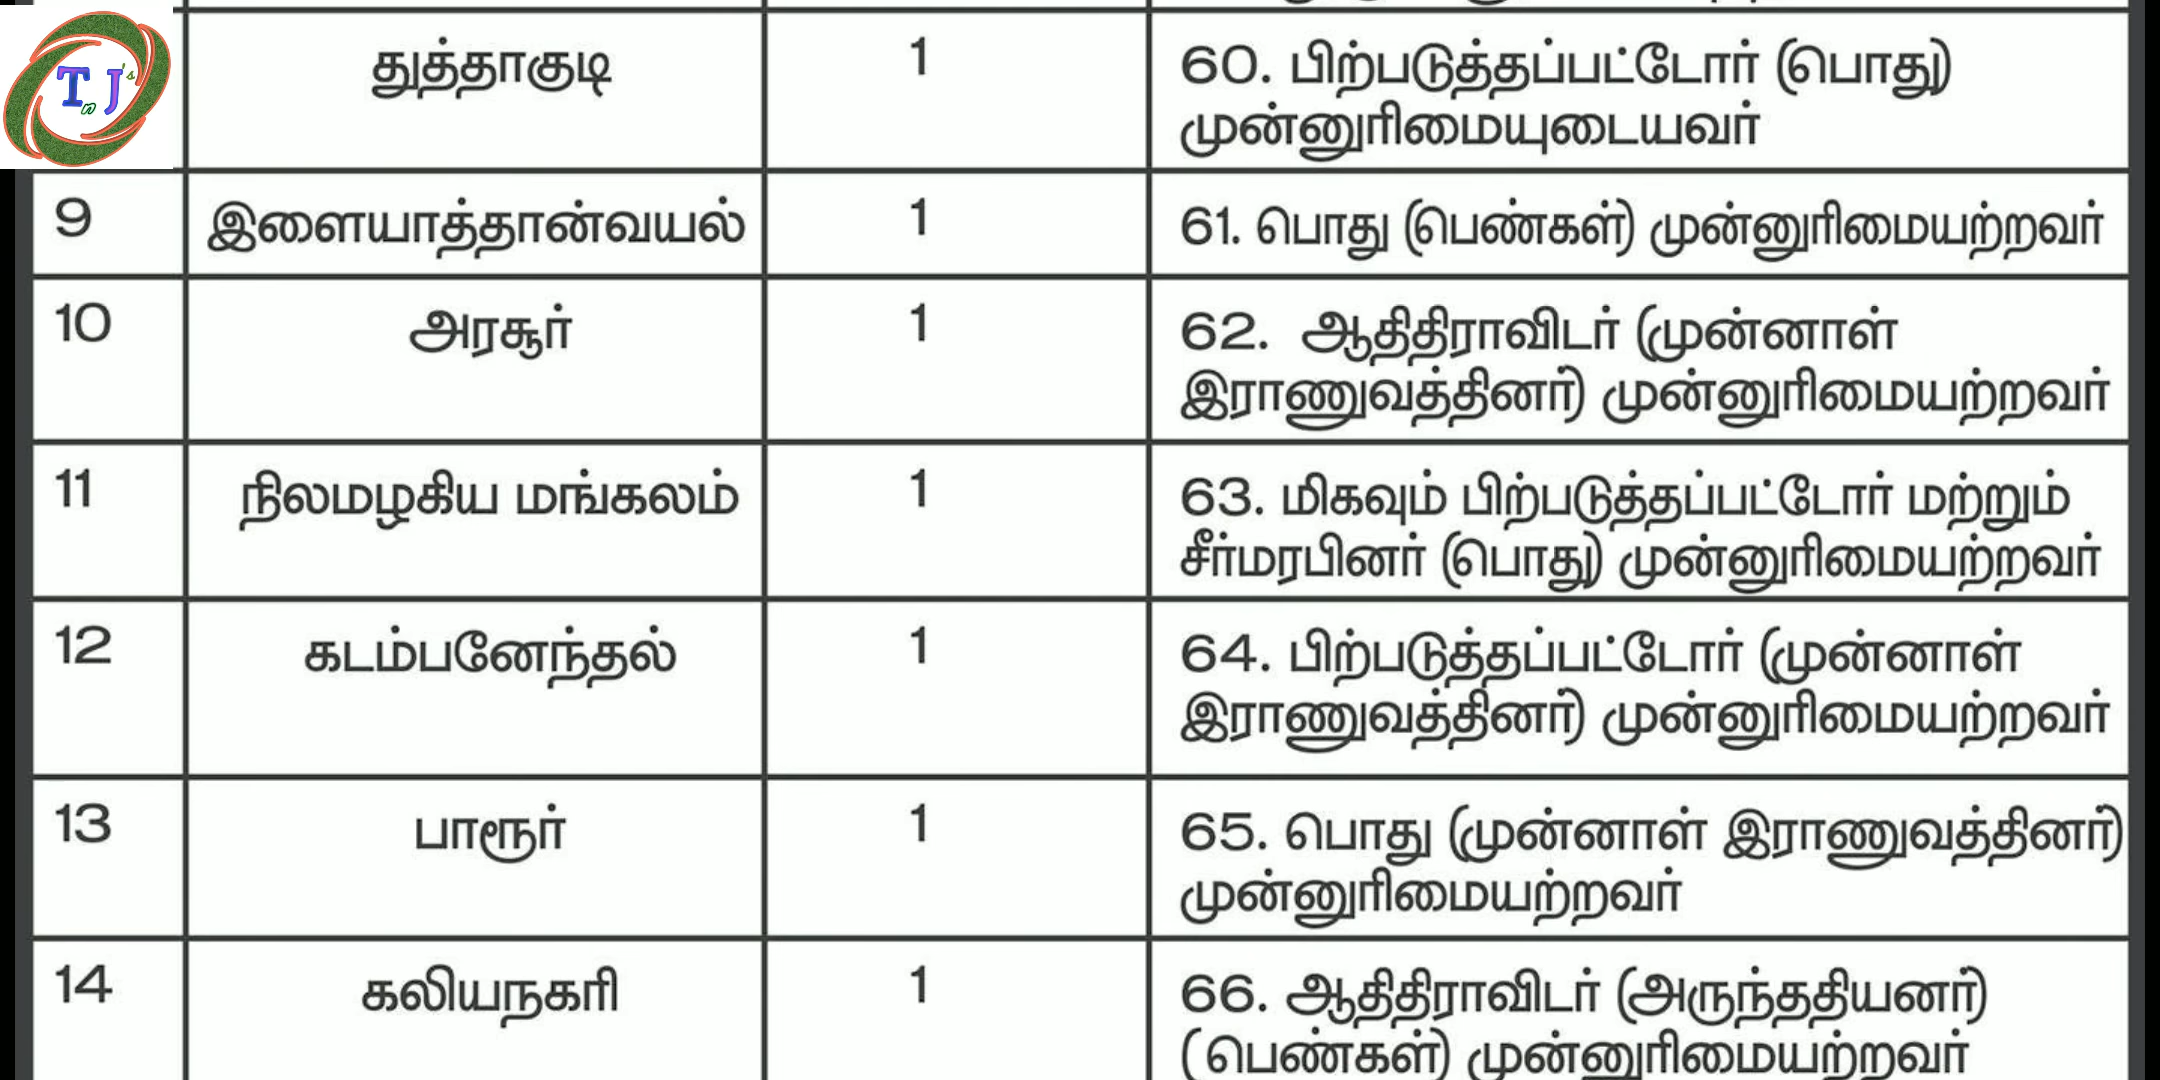 Tn J's
துத்தாகுடி 1 60. பிற்படுத்தப்பட்டோர் (பொது)
முன்னுரிமையுடையவர்
9 இளையாத்தான்வயல் 1 61. பொது (பெண்கள்) முன்னுரிமையற்றவர்
10 அரசூர் 1 62. ஆதிதிராவிடர் (முன்னாள்
இராணுவத்தினர்) முன்னுரிமையற்றவர்
11 நிலமழகிய மங்கலம் 1 63. மிகவும் பிற்படுத்தப்பட்டோர் மற்றும்
சீர்மரபினர் (பொது) முன்னுரிமையற்றவர்
12 கடம்பனேந்தல் 1 64. பிற்படுத்தப்பட்டோர் (முன்னாள்
இராணுவத்தினர்) முன்னுரிமையற்றவர்
13 பாரூர் 1 65. பொது (முன்னாள் இராணுவத்தினர்)
முன்னுரிமையற்றவர்
14 கலியநகரி 1 66. ஆதிதிராவிடர் (அருந்ததியனர்)
( பெண்கள்) முன்னுரிமையற்றவர்